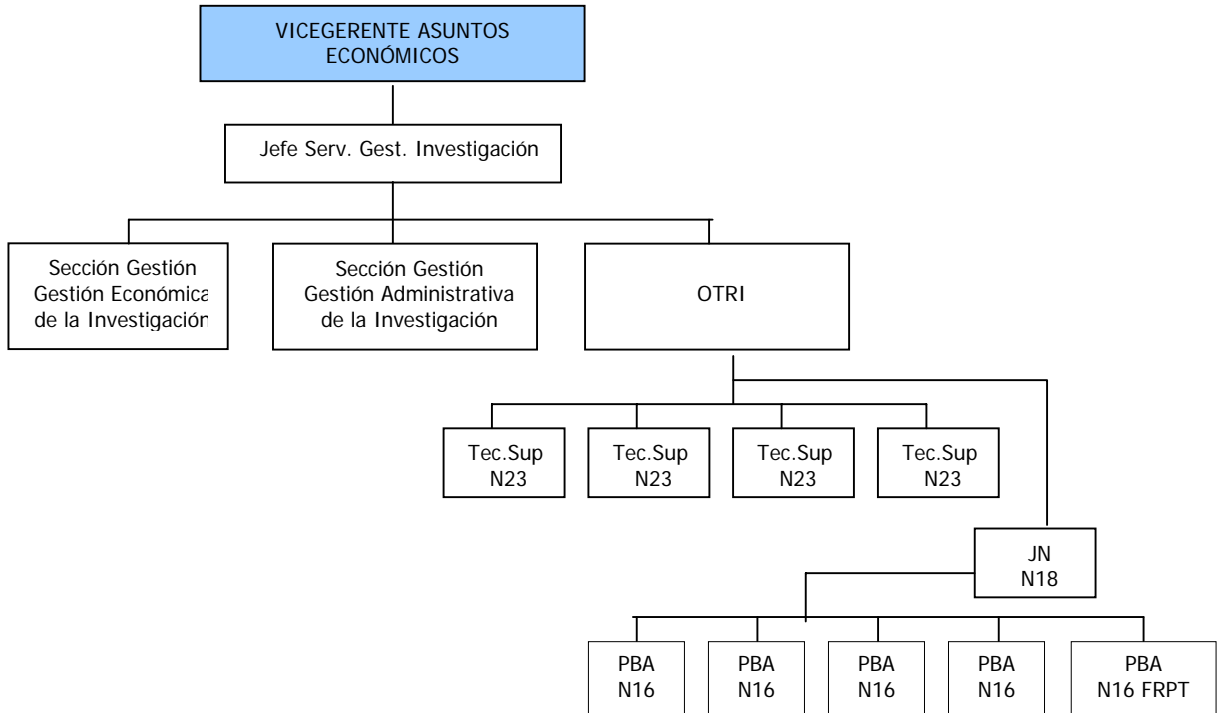 VICEGERENTE ASUNTOS
ECONÓMICOS
Jefe Serv. Gest. Investigación
Sección Gestión
Gestión Económica
de la Investigación
Sección Gestión
Gestión Administrativa
de la Investigación
OTRI
Tec.Sup
N23
Tec.Sup
N23
Tec.Sup
N23
Tec.Sup
N23
JN
N18
PBA
N16
PBA
N16
PBA
N16
PBA
N16
PBA
N16 FRPT